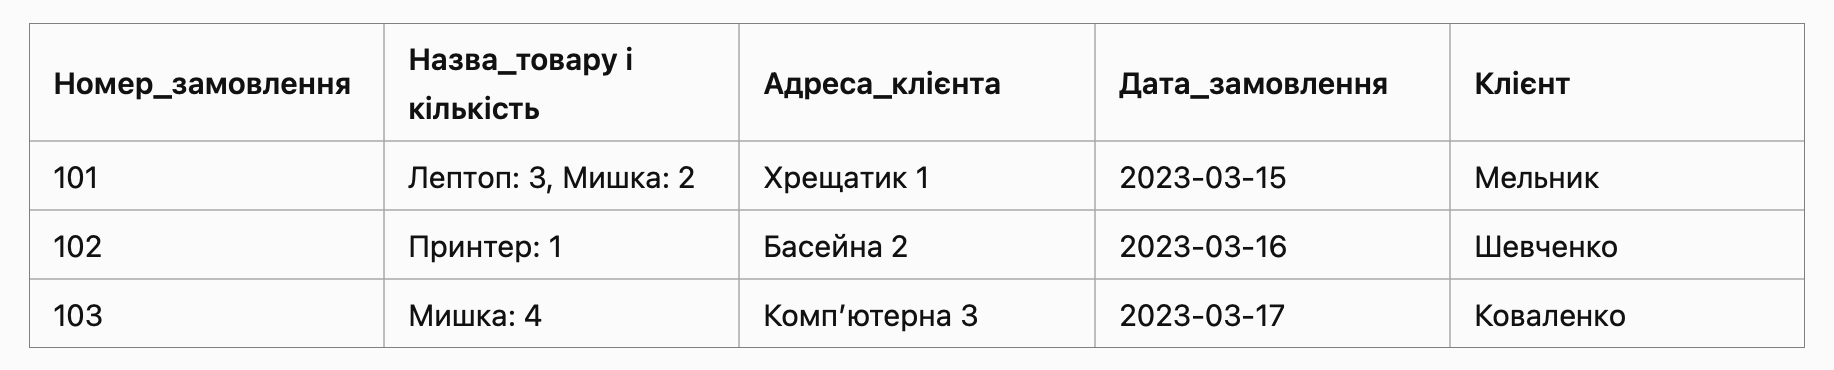 Номер_замовлення Назва_товару і кількість Адреса_клієнта Дата_замовлення Клієнт
101 Лептоп: 3, Мишка: 2 Хрещатик 1 2023-03-15 Мельник
102 Принтер: 1 Басейна 2 2023-03-16 Шевченко
103 Мишка: 4 Комп’ютерна 3 2023-03-17 Коваленко